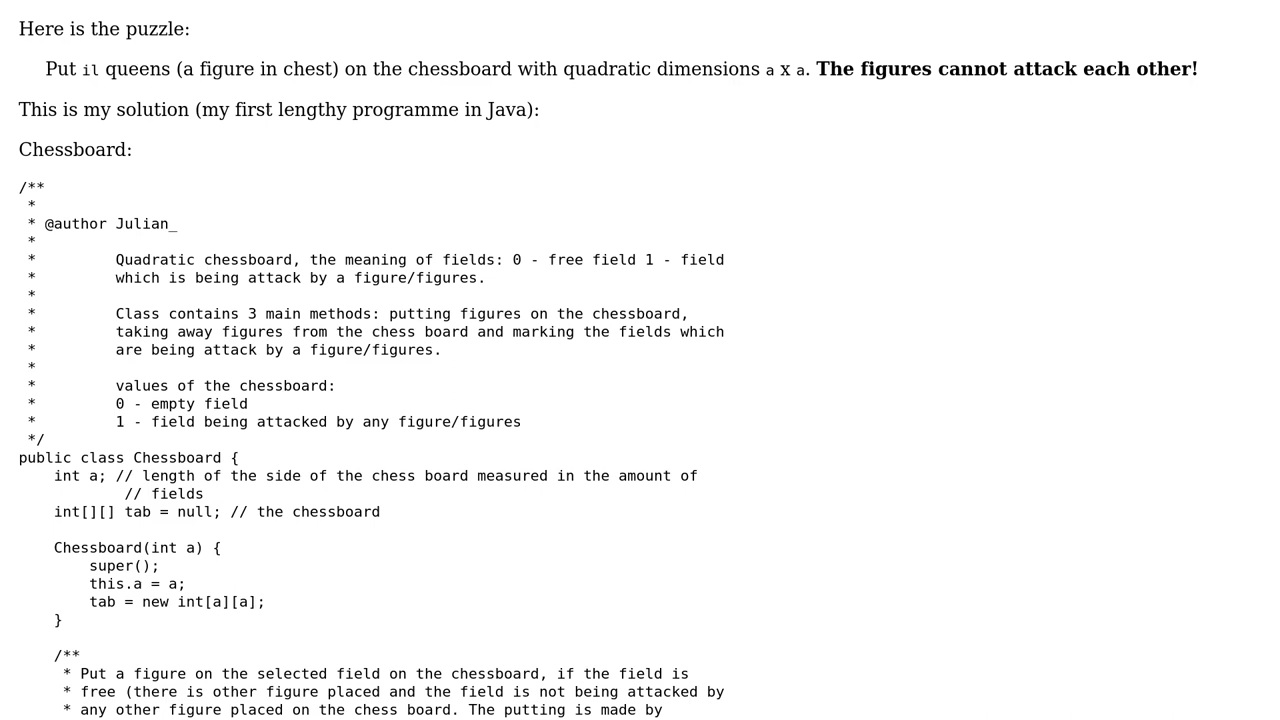 Here is the puzzle:
Put il queens (a figure in chest) on the chessboard with quadratic dimensions a x a. The figures cannot attack each other!
This is my solution (my first lengthy programme in Java):
Chessboard:
/**
 *
 * @author Julian_
 *
 *         Quadratic chessboard, the meaning of fields: 0 - free field 1 - field
 *         which is being attack by a figure/figures.
 *
 *         Class contains 3 main methods: putting figures on the chessboard,
 *         taking away figures from the chess board and marking the fields which
 *         are being attack by a figure/figures.
 *
 *         values of the chessboard:
 *         0 - empty field
 *         1 - field being attacked by any figure/figures
 */
public class Chessboard {
    int a; // length of the side of the chess board measured in the amount of
            // fields
    int[][] tab = null; // the chessboard

    Chessboard(int a) {
        super();
        this.a = a;
        tab = new int[a][a];
    }

    /**
     * Put a figure on the selected field on the chessboard, if the field is
     * free (there is other figure placed and the field is not being attacked by
     * any other figure placed on the chess board. The putting is made by